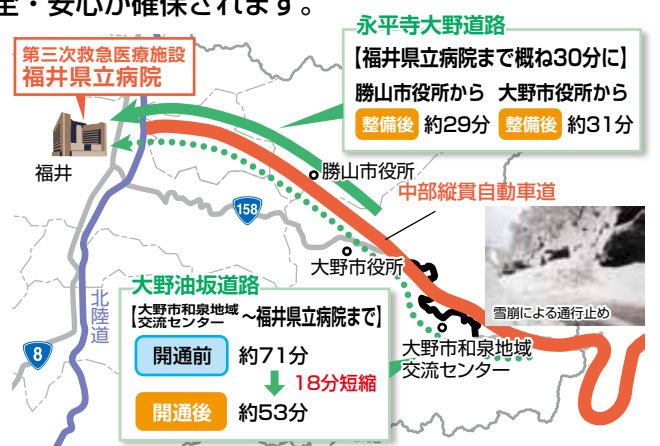 全・安心が確保されます。
第三次救急医療施設
福井県立病院
福井
永平寺大野道路
【福井県立病院まで概ね30分に】
勝山市役所から 大野市役所から
整備後 約29分 整備後 約31分
勝山市役所
中部縦貫自動車道
158
大野市役所
雪崩による通行止め
大野油坂道路
【大野市和泉地域交流センター～福井県立病院まで】
開通前 約71分
18分短縮
開通後 約53分
北陸道
8
大野市和泉地域
交流センター